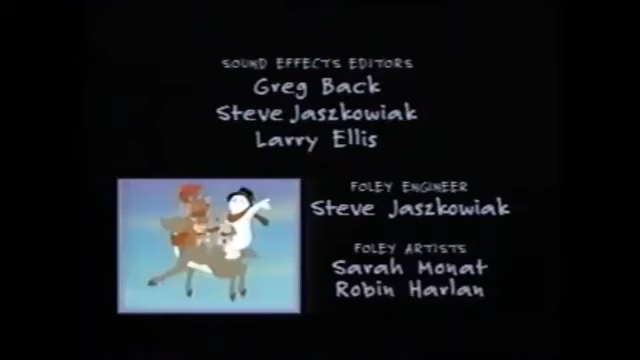 SOUND EFFECTS EDITORS
Greg Back
Steve Jaszkowiak
Larry Ellis
FOLEY ENGINEER
Steve Jaszkowiak
FOLEY ARTISTS
Sarah Monat
Robin Harlan